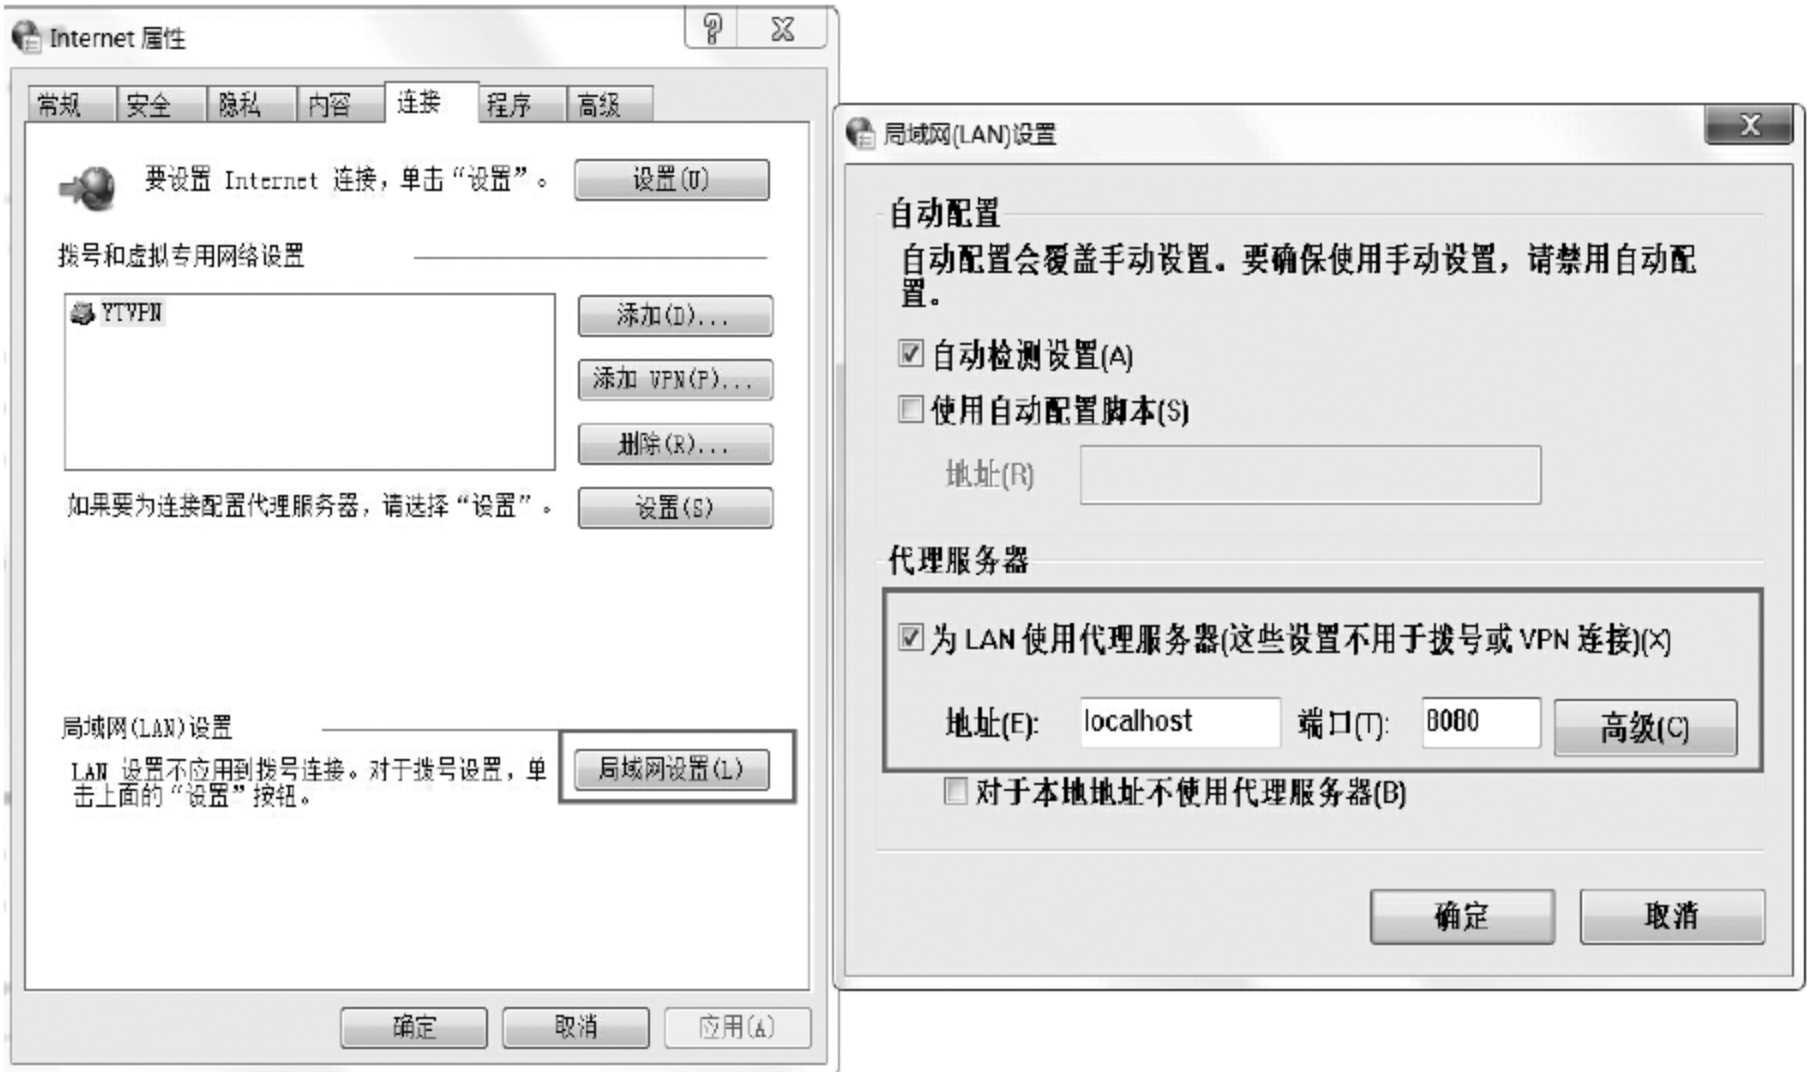 Internet 属性
常规 安全 隐私 内容 连接 程序 高级
要设置 Internet 连接，单击“设置”。 设置(U)
拨号和虚拟专用网络设置
YTVPN
添加(D)...
添加 VPN(P)...
删除(R)...
如果要为连接配置代理服务器，请选择“设置”。 设置(S)
局域网(LAN)设置
LAN 设置不应用到拨号连接。对于拨号设置，单
击上面的“设置”按钮。
局域网设置(L)
确定 取消 应用(A)
局域网(LAN)设置
自动配置
自动配置会覆盖手动设置。要确保使用手动设置，请禁用自动配
置。
自动检测设置(A)
使用自动配置脚本(S)
地址(R)
代理服务器
为 LAN 使用代理服务器(这些设置不用于拨号或 VPN 连接)(X)
地址(E): localhost 端口(T): 8080 高级(C)
对于本地地址不使用代理服务器(B)
确定 取消